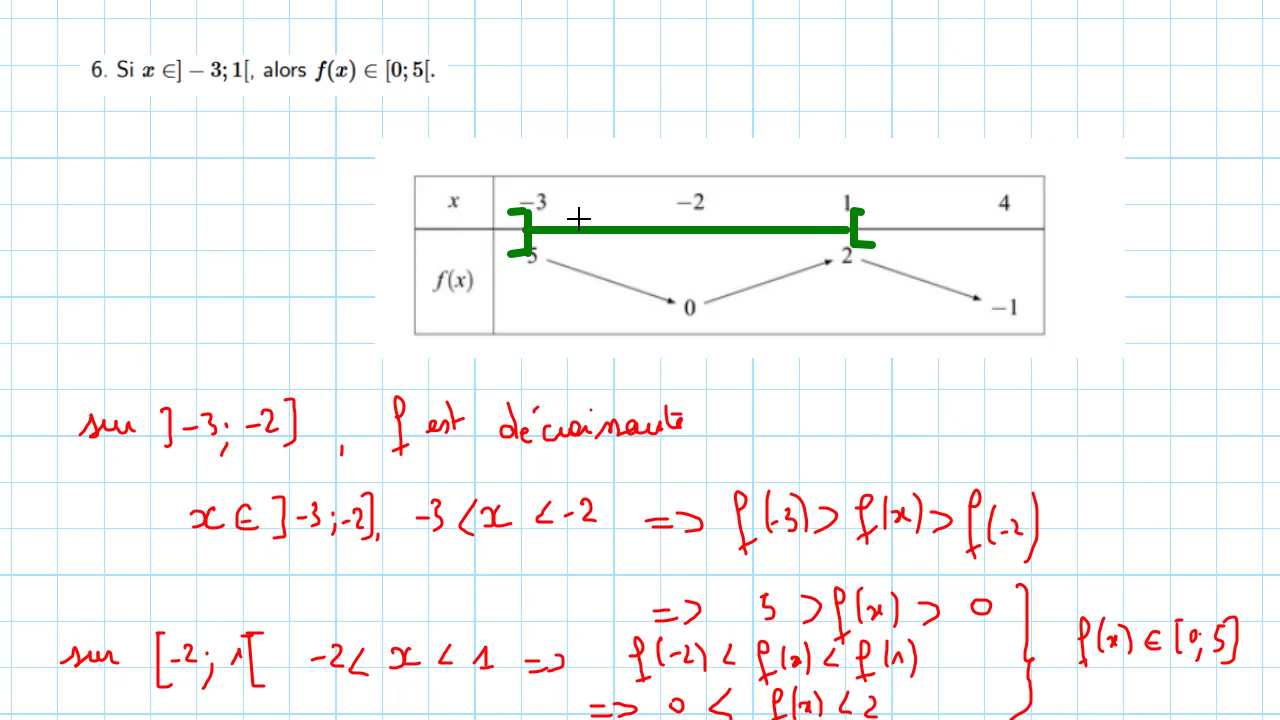 6. Si x ∈] − 3; 1[, alors f(x) ∈ [0; 5[.
x −3 −2 1 4
f(x) 5 0 2 −1
sur ]-3; -2] , f est décroissante
x ∈ ]-3 ; -2], -3 < x < -2 => f(-3) > f(x) > f(-2)
=> 5 > f(x) > 0
f(x) ∈ [0; 5]
sur [-2; 1[ -2 < x < 1 => f(-2) < f(x) < f(1)
=> 0 < f(x) < 2